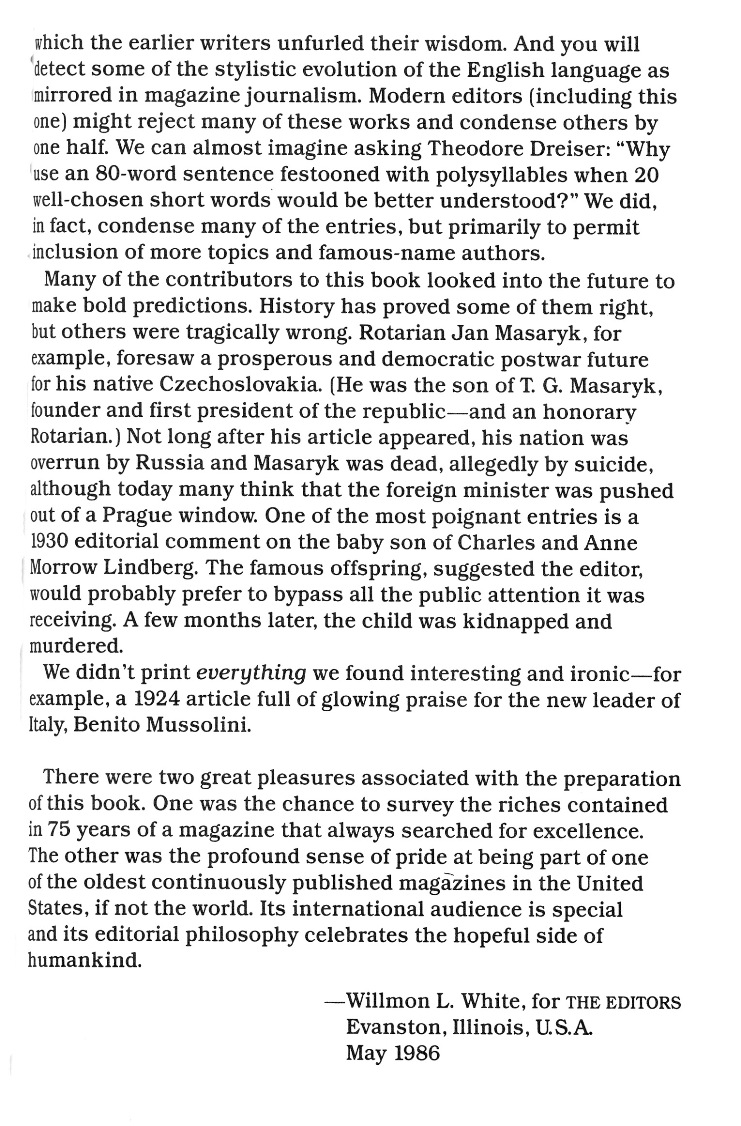 which the earlier writers unfurled their wisdom. And you will
detect some of the stylistic evolution of the English language as
mirrored in magazine journalism. Modern editors (including this
one) might reject many of these works and condense others by
one half. We can almost imagine asking Theodore Dreiser: “Why
use an 80-word sentence festooned with polysyllables when 20
well-chosen short words would be better understood?” We did,
in fact, condense many of the entries, but primarily to permit
inclusion of more topics and famous-name authors.
Many of the contributors to this book looked into the future to
make bold predictions. History has proved some of them right,
but others were tragically wrong. Rotarian Jan Masaryk, for
example, foresaw a prosperous and democratic postwar future
for his native Czechoslovakia. (He was the son of T. G. Masaryk,
founder and first president of the republic—and an honorary
Rotarian.) Not long after his article appeared, his nation was
overrun by Russia and Masaryk was dead, allegedly by suicide,
although today many think that the foreign minister was pushed
out of a Prague window. One of the most poignant entries is a
1930 editorial comment on the baby son of Charles and Anne
Morrow Lindberg. The famous offspring, suggested the editor,
would probably prefer to bypass all the public attention it was
receiving. A few months later, the child was kidnapped and
murdered.
We didn’t print everything we found interesting and ironic—for
example, a 1924 article full of glowing praise for the new leader of
Italy, Benito Mussolini.
There were two great pleasures associated with the preparation
of this book. One was the chance to survey the riches contained
in 75 years of a magazine that always searched for excellence.
The other was the profound sense of pride at being part of one
of the oldest continuously published magazines in the United
States, if not the world. Its international audience is special
and its editorial philosophy celebrates the hopeful side of
humankind.
—Willmon L. White, for THE EDITORS
Evanston, Illinois, U.S.A.
May 1986